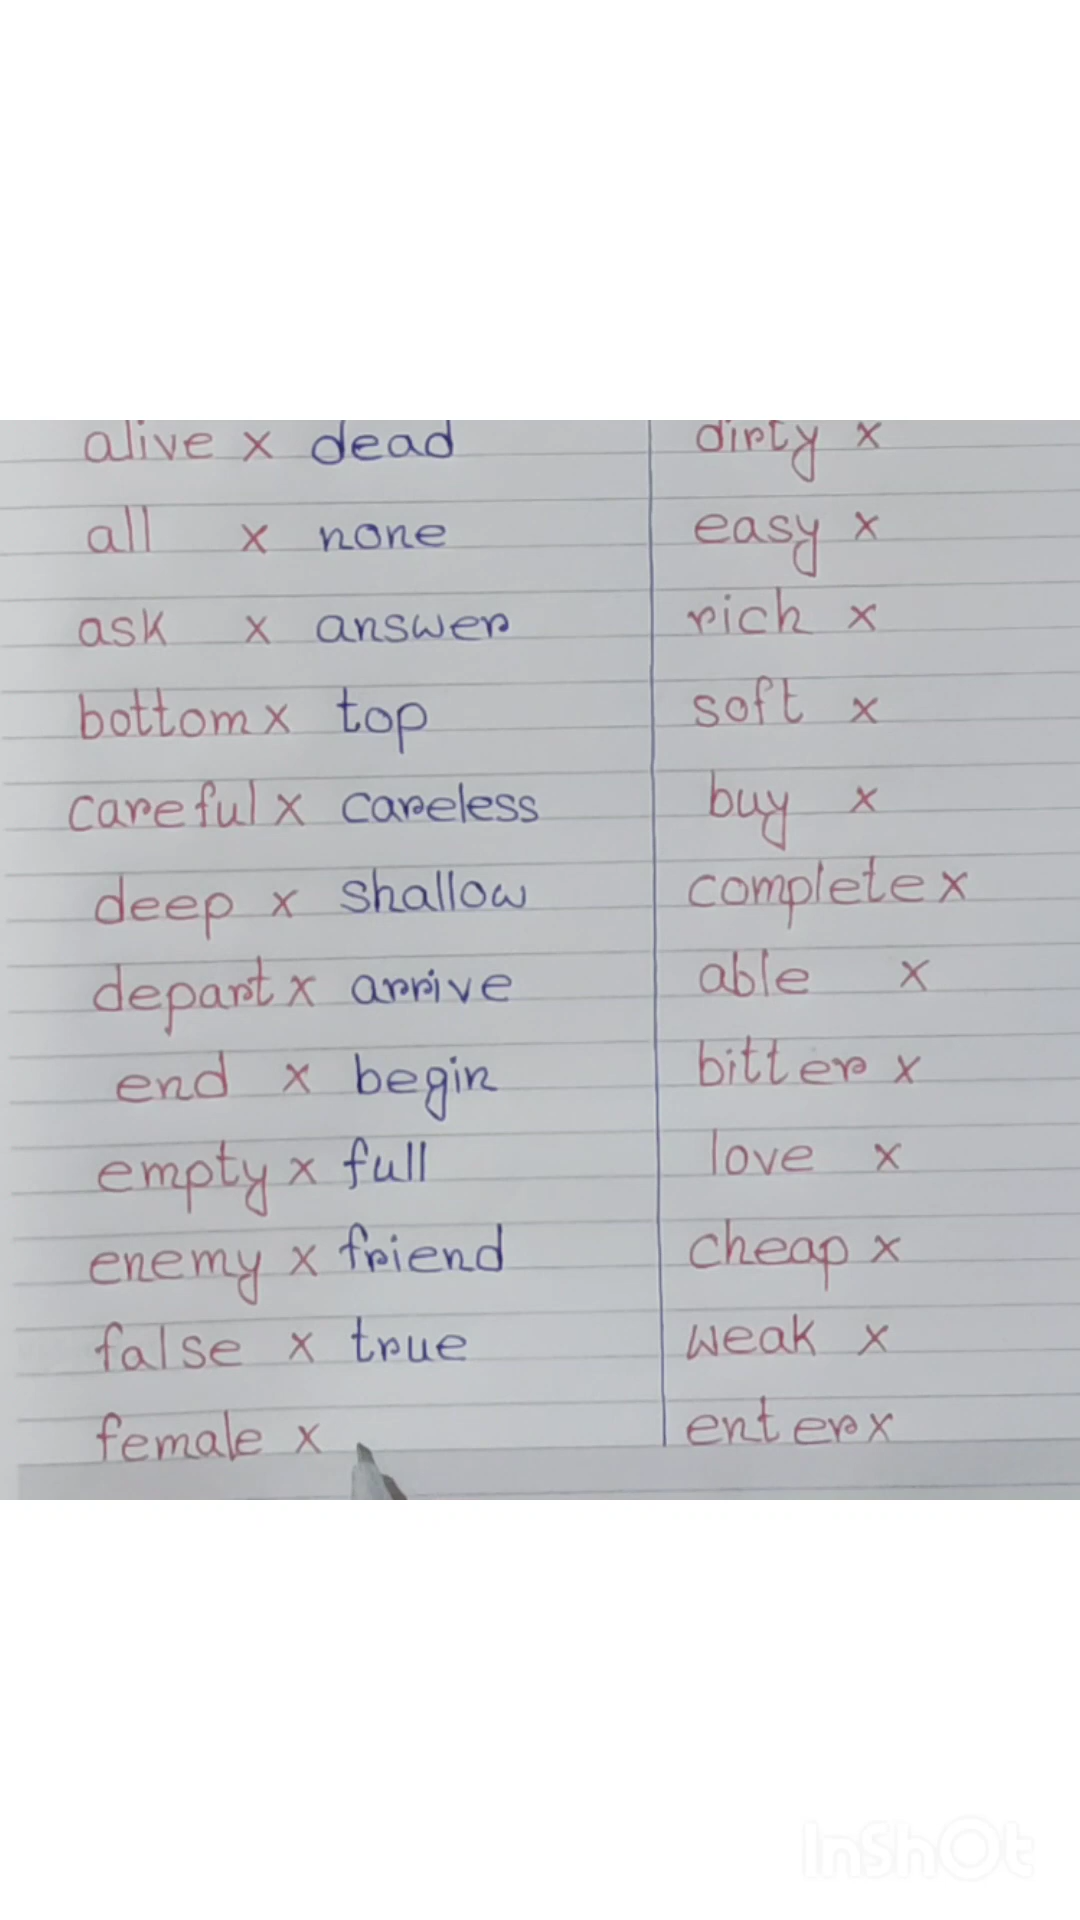 alive x dead
all x none
ask x answer
bottom x top
careful x careless
deep x shallow
depart x arrive
end x begin
empty x full
enemy x friend
false x true
female x
dirty x
easy x
rich x
soft x
buy x
complete x
able x
bitter x
love x
cheap x
weak x
enter x
InShOt